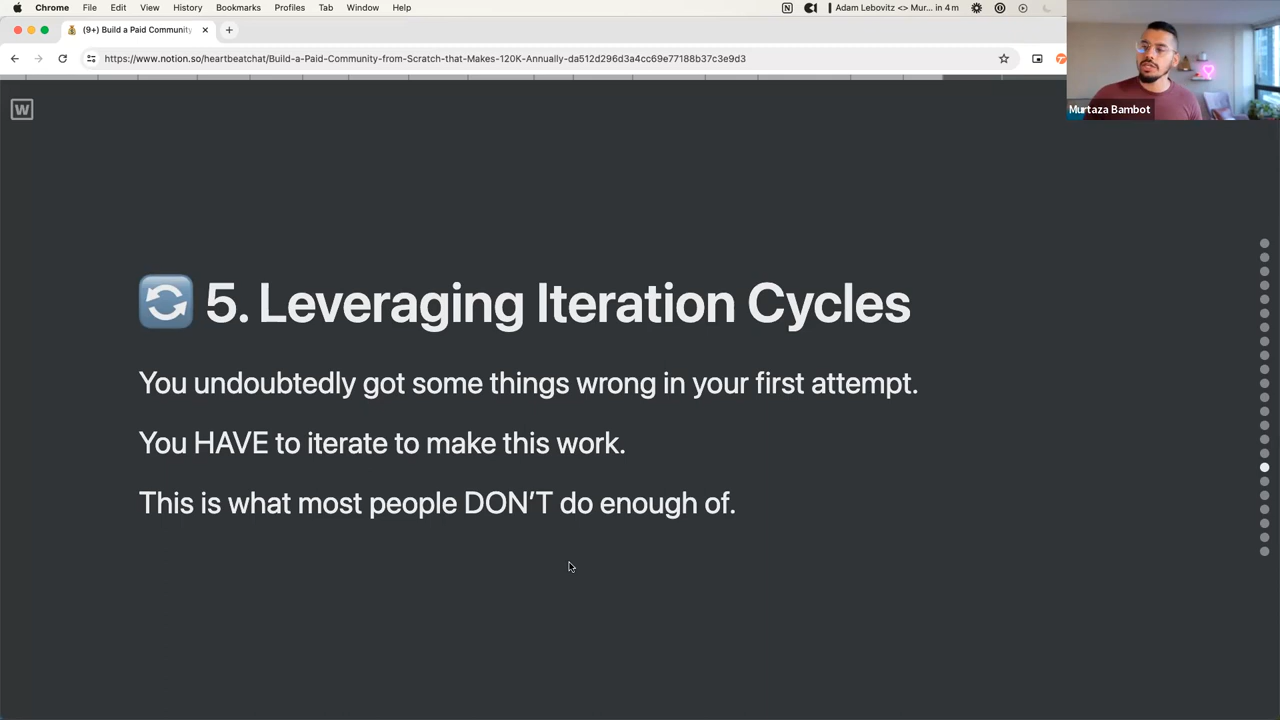 Chrome File Edit View History Bookmarks Profiles Tab Window Help
Adam Lebovitz <> Mur... in 4 m
(9+) Build a Paid Community
https://www.notion.so/heartbeatchat/Build-a-Paid-Community-from-Scratch-that-Makes-120K-Annually-da512d296d3a4cc69e77188b37c3e9d3
W
Murtaza Bambot
5. Leveraging Iteration Cycles
You undoubtedly got some things wrong in your first attempt.
You HAVE to iterate to make this work.
This is what most people DON’T do enough of.